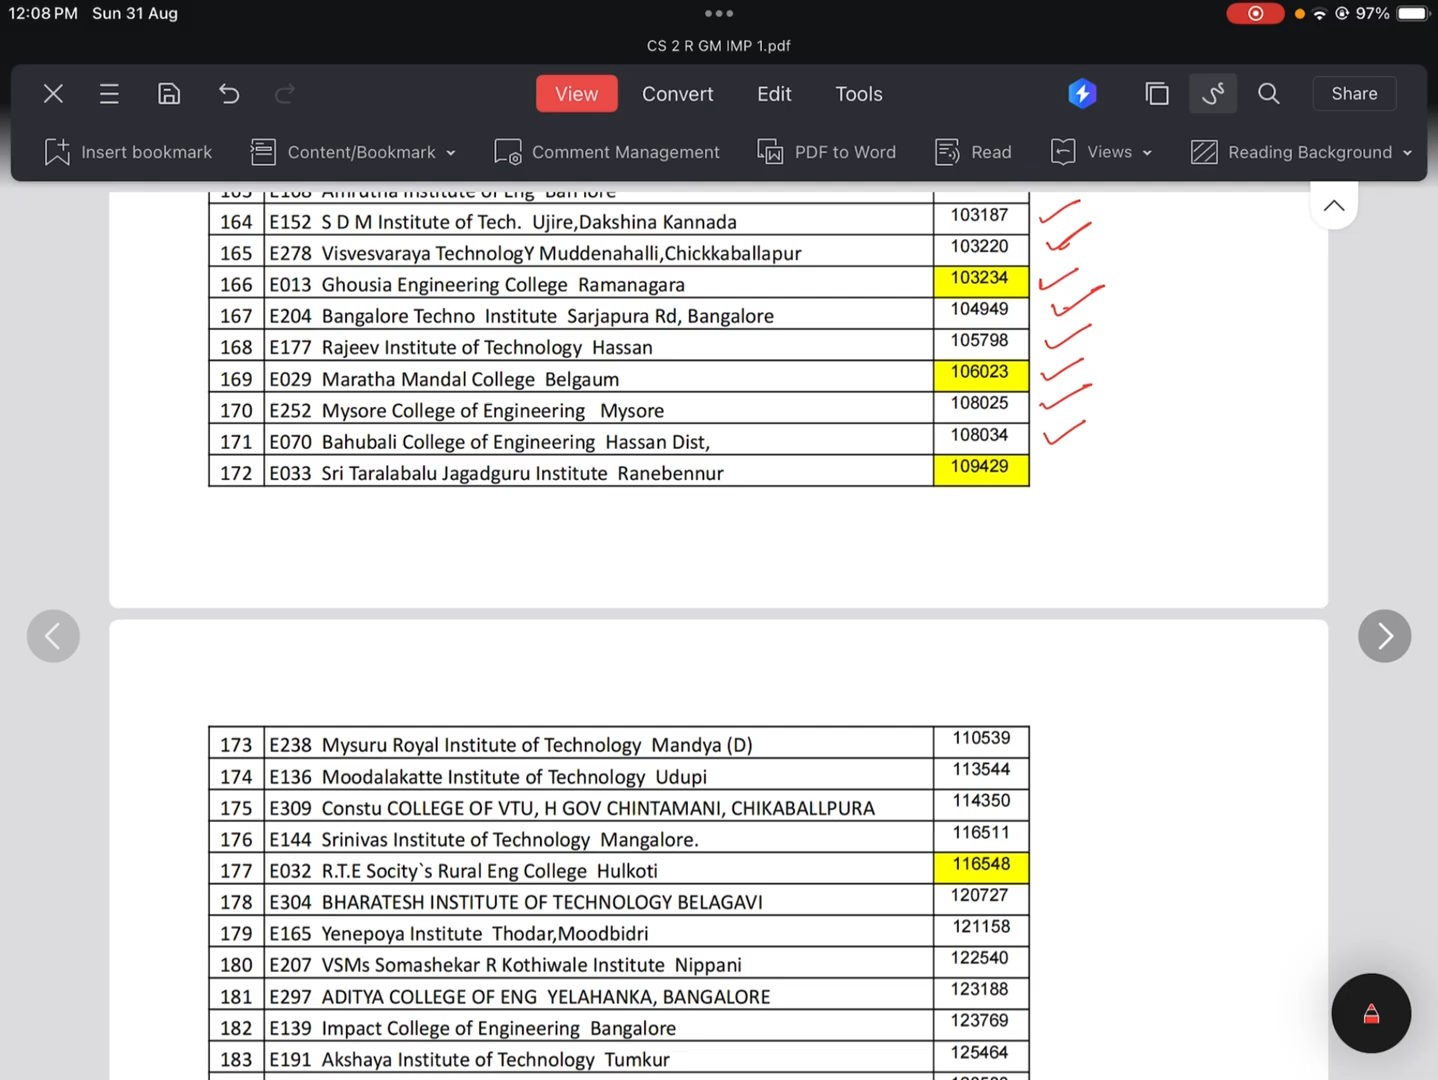 12:08 PM Sun 31 Aug 97%
CS 2 R GM IMP 1.pdf
View Convert Edit Tools Share
Insert bookmark Content/Bookmark Comment Management PDF to Word Read Views Reading Background
164 E152 S D M Institute of Tech. Ujire,Dakshina Kannada 103187
165 E278 Visvesvaraya TechnologY Muddenahalli,Chickkaballapur 103220
166 E013 Ghousia Engineering College Ramanagara 103234
167 E204 Bangalore Techno Institute Sarjapura Rd, Bangalore 104949
168 E177 Rajeev Institute of Technology Hassan 105798
169 E029 Maratha Mandal College Belgaum 106023
170 E252 Mysore College of Engineering Mysore 108025
171 E070 Bahubali College of Engineering Hassan Dist, 108034
172 E033 Sri Taralabalu Jagadguru Institute Ranebennur 109429
173 E238 Mysuru Royal Institute of Technology Mandya (D) 110539
174 E136 Moodalakatte Institute of Technology Udupi 113544
175 E309 Constu COLLEGE OF VTU, H GOV CHINTAMANI, CHIKABALLPURA 114350
176 E144 Srinivas Institute of Technology Mangalore. 116511
177 E032 R.T.E Socity`s Rural Eng College Hulkoti 116548
178 E304 BHARATESH INSTITUTE OF TECHNOLOGY BELAGAVI 120727
179 E165 Yenepoya Institute Thodar,Moodbidri 121158
180 E207 VSMs Somashekar R Kothiwale Institute Nippani 122540
181 E297 ADITYA COLLEGE OF ENG YELAHANKA, BANGALORE 123188
182 E139 Impact College of Engineering Bangalore 123769
183 E191 Akshaya Institute of Technology Tumkur 125464